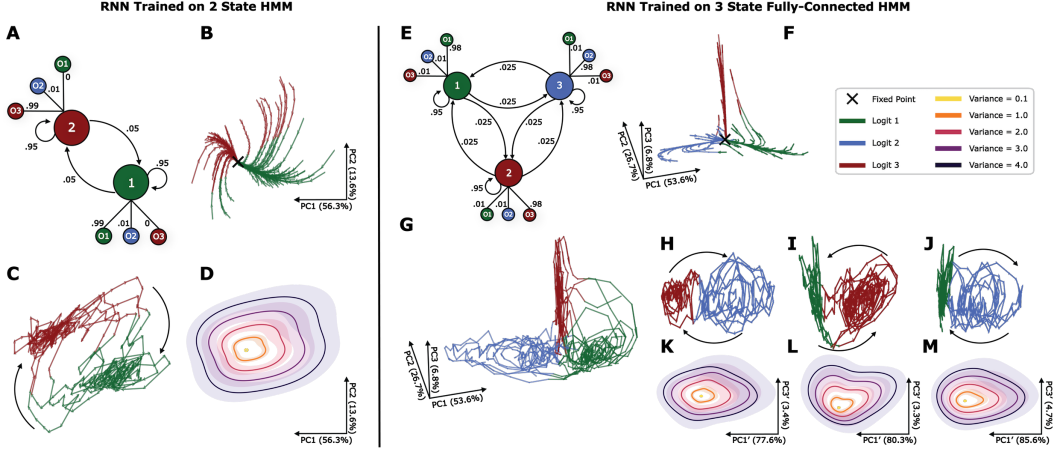 RNN Trained on 2 State HMM
RNN Trained on 3 State Fully-Connected HMM
A
O1
O2
O3
0
.01
.99
2
.95
.05
.05
.95
1
.99
.01
0
O1
O2
O3
B
PC2 (13.6%)
PC1 (56.3%)
C
D
PC2 (13.6%)
PC1 (56.3%)
E
O1
O2
O3
.98
.01
.01
1
.95
.025
.025
O1
O2
O3
.01
.98
.01
3
.95
.025
.025
.025
.025
2
.95
.01
.01
.98
O1
O2
O3
F
PC3 (6.8%)
PC2 (26.7%)
PC1 (53.6%)
Fixed Point
Logit 1
Logit 2
Logit 3
Variance = 0.1
Variance = 1.0
Variance = 2.0
Variance = 3.0
Variance = 4.0
G
PC3 (6.8%)
PC2 (26.7%)
PC1 (53.6%)
H
I
J
K
PC3' (3.4%)
PC1' (77.6%)
L
PC3' (3.3%)
PC1' (80.3%)
M
PC3' (4.7%)
PC1' (85.6%)